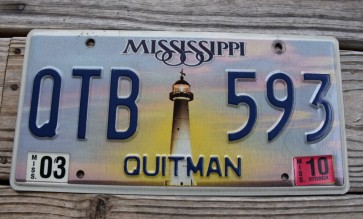 MISSISSIPPI
QTB 593
MISS. 03
QUITMAN
MISS. 10